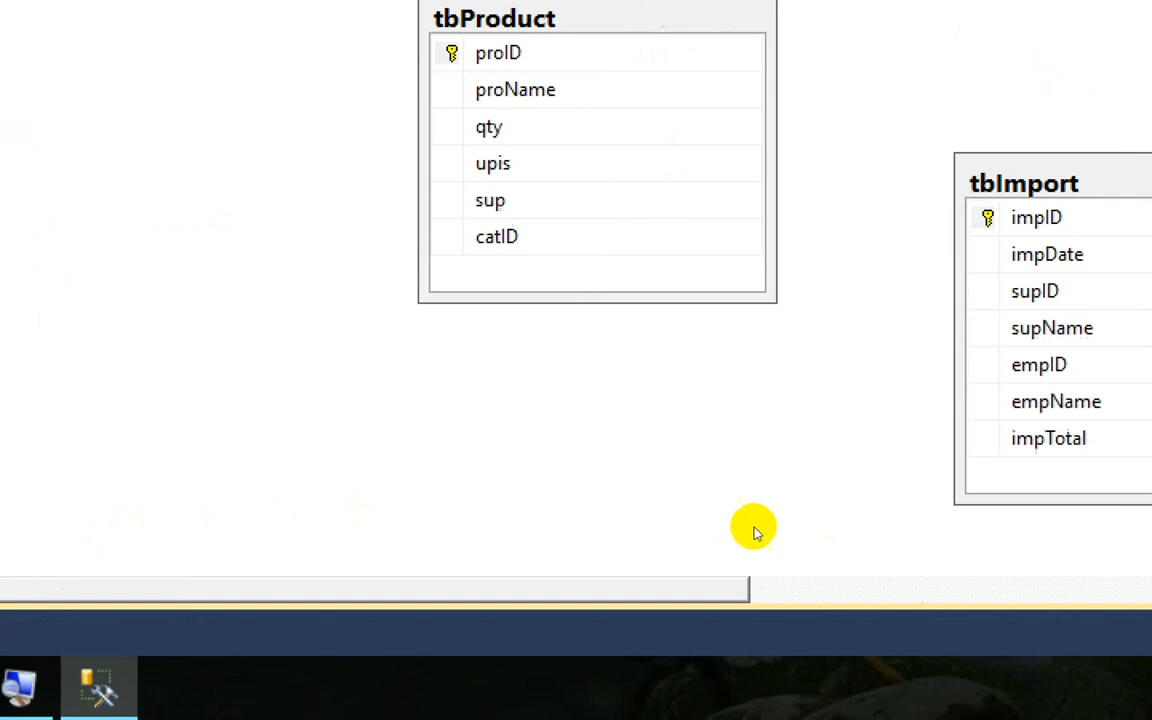 tbProduct
proID
proName
qty
upis
sup
catID
tbImport
impID
impDate
supID
supName
empID
empName
impTotal